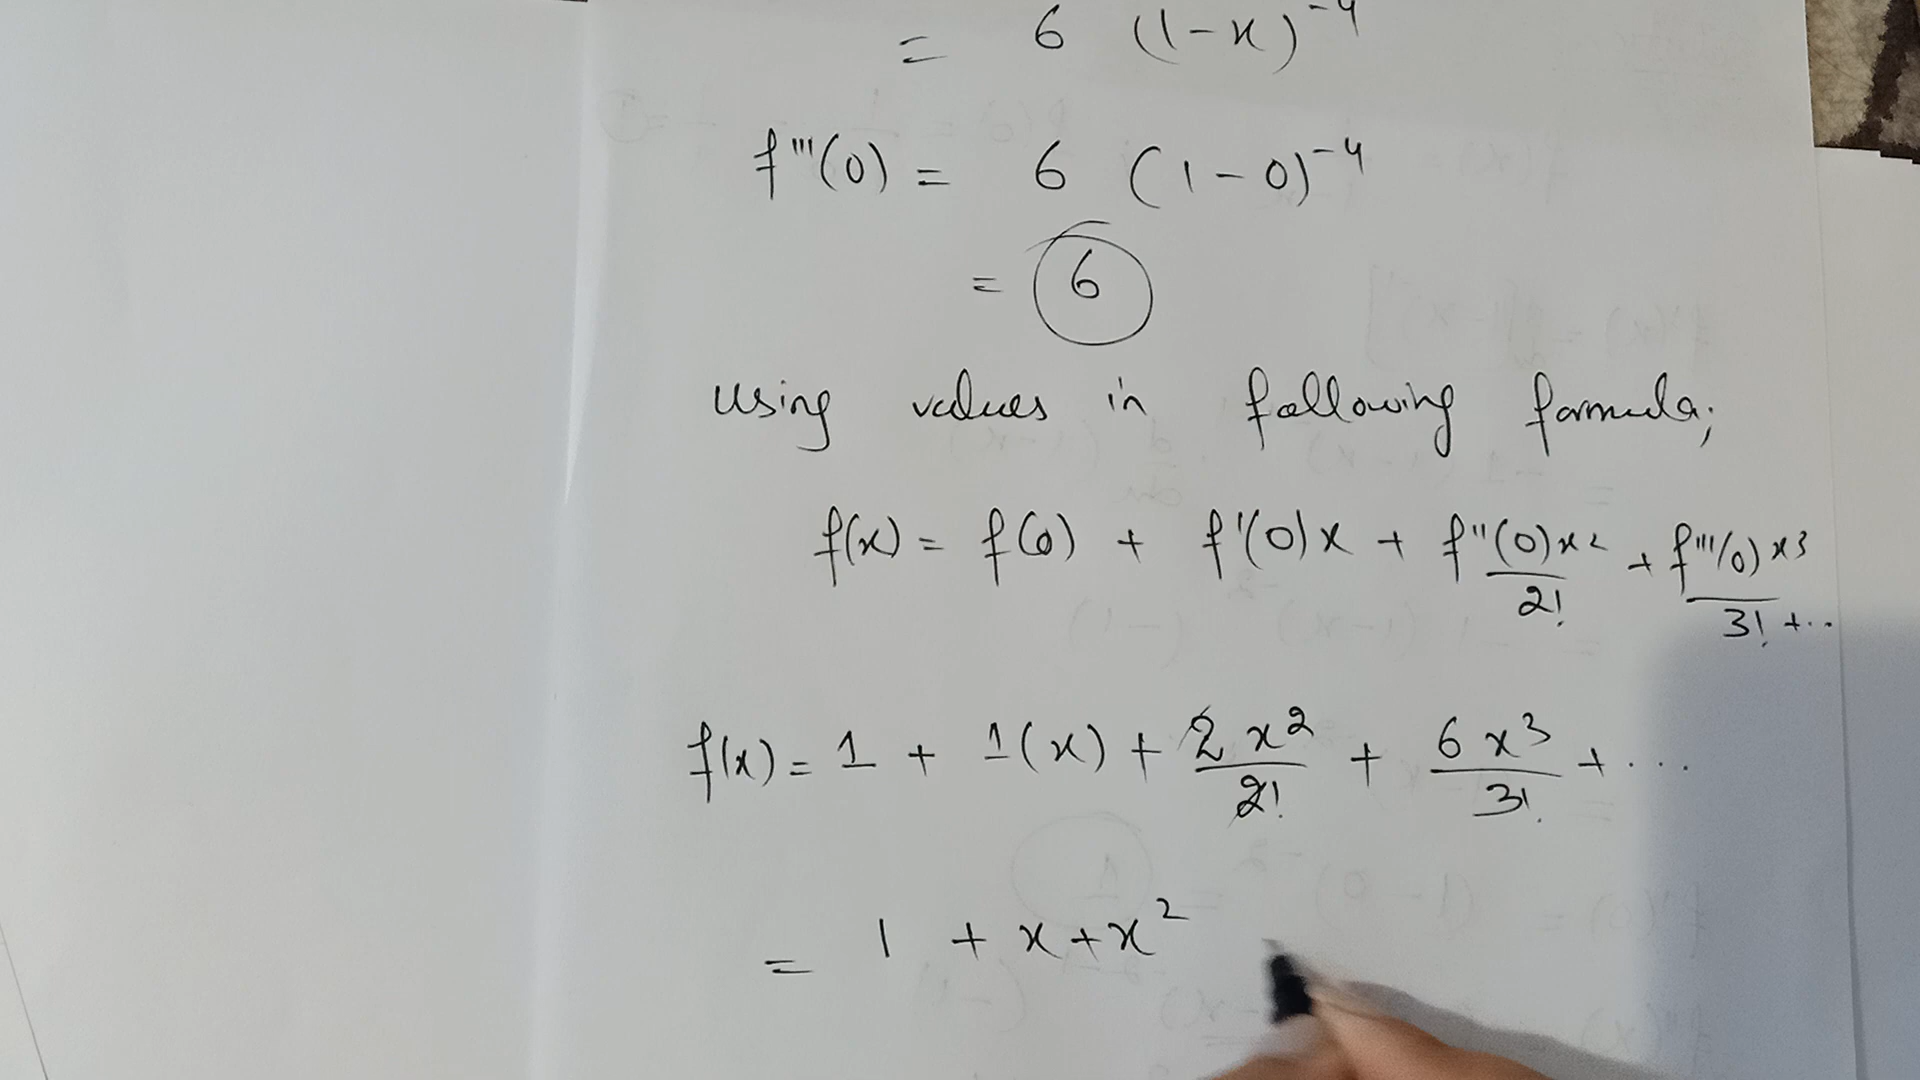 = 6 (1-x)⁻⁴
f'''(0) = 6 (1-0)⁻⁴
= 6
using values in following formula;
f(x) = f(0) + f'(0)x + f''(0)x²/2! + f'''(0)x³/3! + ..
f(x) = 1 + 1(x) + 2x²/2! + 6x³/3! + ...
= 1 + x + x²